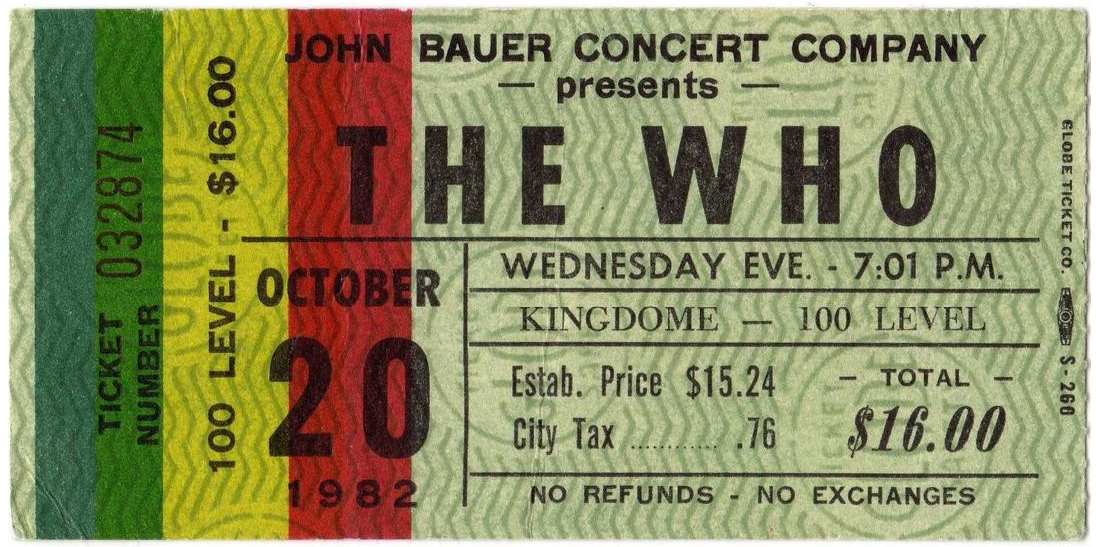 JOHN BAUER CONCERT COMPANY
— presents —
THE WHO
OCTOBER
20
1982
WEDNESDAY EVE. - 7:01 P.M.
KINGDOME — 100 LEVEL
Estab. Price $15.24
City Tax .......... .76
— TOTAL —
$16.00
NO REFUNDS - NO EXCHANGES
TICKET
NUMBER 032874
100 LEVEL - $16.00
GLOBE TICKET CO. S-260